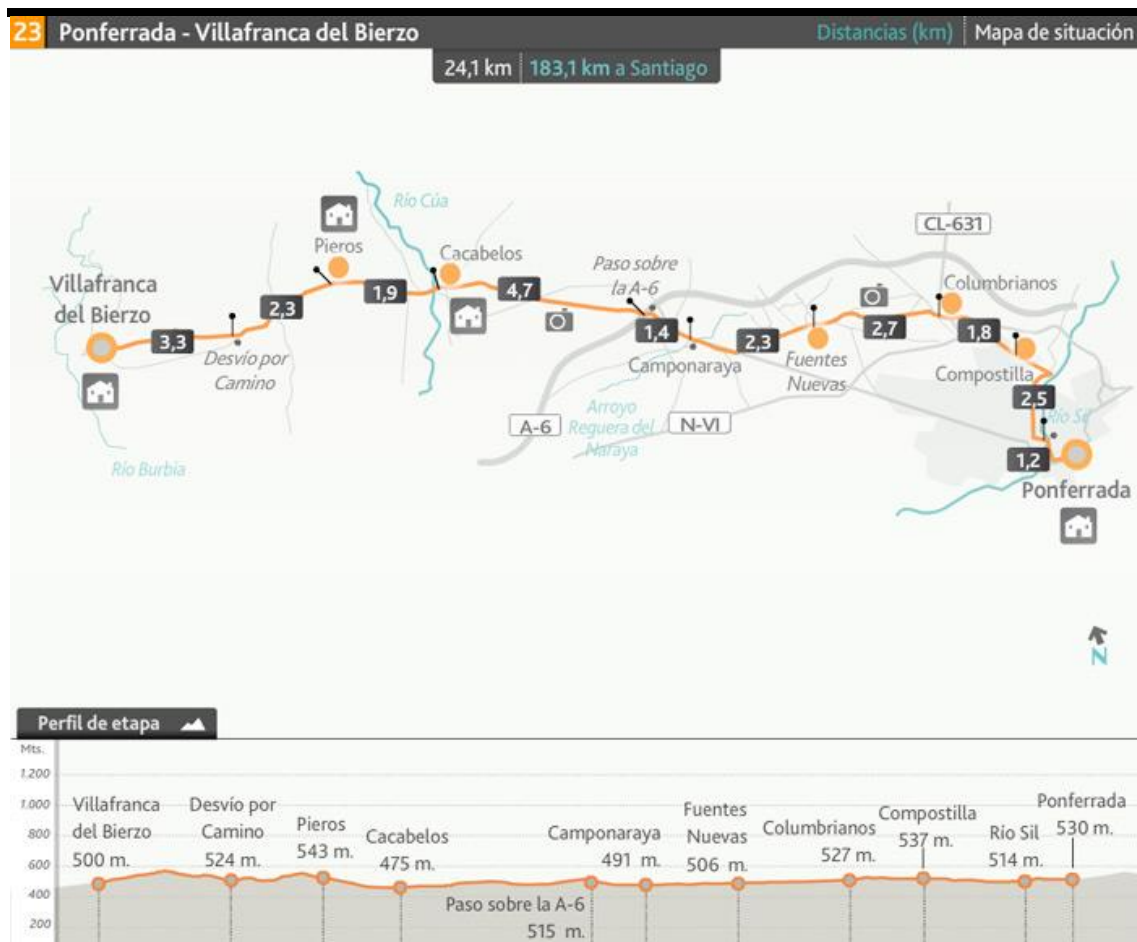 23 Ponferrada - Villafranca del Bierzo
Distancias (km) Mapa de situación
24,1 km 183,1 km a Santiago
Río Cúa
CL-631
Pieros
Cacabelos
Paso sobre
la A-6
Columbrianos
Villafranca
del Bierzo
2,3
1,9
4,7
2,7
1,8
3,3
1,4
2,3
Desvío por
Camino
Camponaraya
Fuentes
Nuevas
Compostilla
2,5
Arroyo
Reguera del
Naraya
A-6
N-VI
Río Sil
Río Burbia
1,2
Ponferrada
N
Perfil de etapa
Mts.
1.200
1.000
800
600
400
200
Villafranca
del Bierzo
500 m.
Desvío por
Camino
524 m.
Pieros
543 m.
Cacabelos
475 m.
Paso sobre la A-6
515 m.
Camponaraya
491 m.
Fuentes
Nuevas
506 m.
Columbrianos
527 m.
Compostilla
537 m.
Río Sil
514 m.
Ponferrada
530 m.